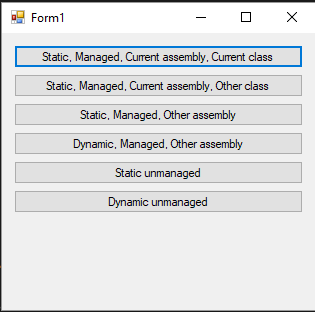 Form1
Static, Managed, Current assembly, Current class
Static, Managed, Current assembly, Other class
Static, Managed, Other assembly
Dynamic, Managed, Other assembly
Static unmanaged
Dynamic unmanaged